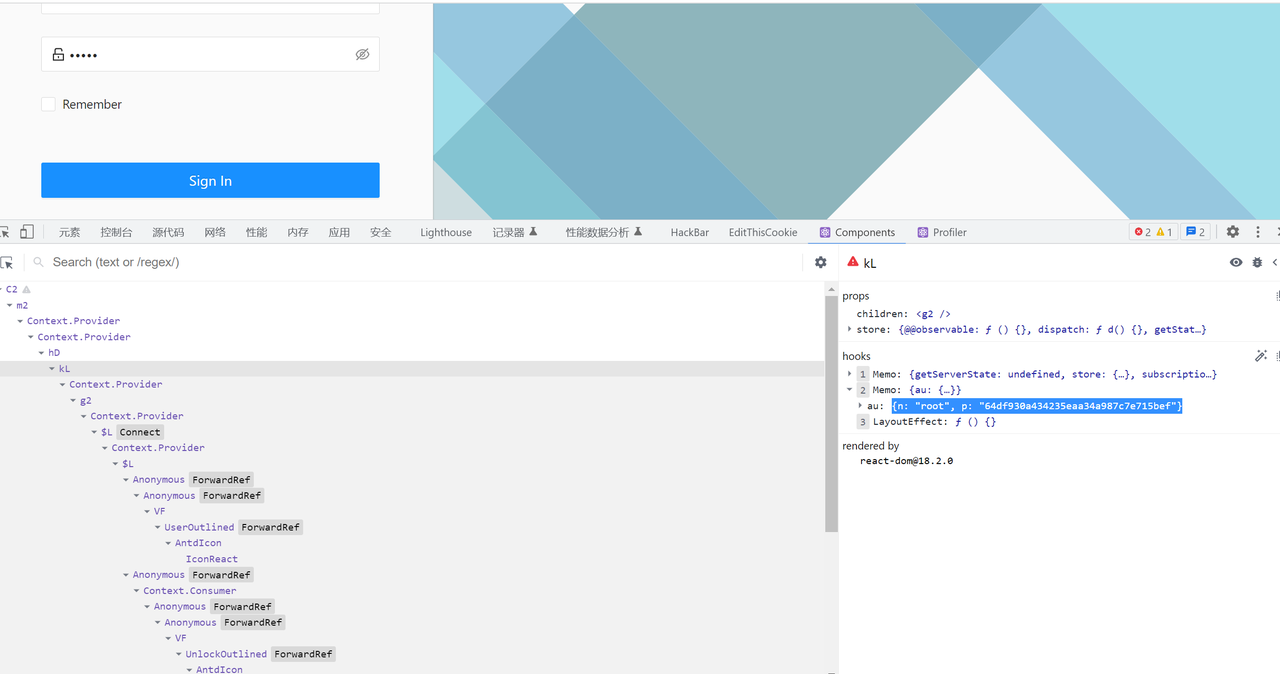 •••••
Remember
Sign In
元素 控制台 源代码 网络 性能 内存 应用 安全 Lighthouse 记录器 性能数据分析 HackBar EditThisCookie Components Profiler 2 1 2
Search (text or /regex/)
C2
m2
Context.Provider
Context.Provider
hD
kL
Context.Provider
g2
Context.Provider
$L Connect
Context.Provider
$L
Anonymous ForwardRef
Anonymous ForwardRef
VF
UserOutlined ForwardRef
AntdIcon
IconReact
Anonymous ForwardRef
Context.Consumer
Anonymous ForwardRef
Anonymous ForwardRef
VF
UnlockOutlined ForwardRef
AntdIcon
kL
props
children: <g2 />
store: {@@observable: ƒ () {}, dispatch: ƒ d() {}, getStat…}
hooks
1 Memo: {getServerState: undefined, store: {…}, subscriptio…}
2 Memo: {au: {…}}
au: {n: "root", p: "64df930a434235eaa34a987c7e715bef"}
3 LayoutEffect: ƒ () {}
rendered by
react-dom@18.2.0